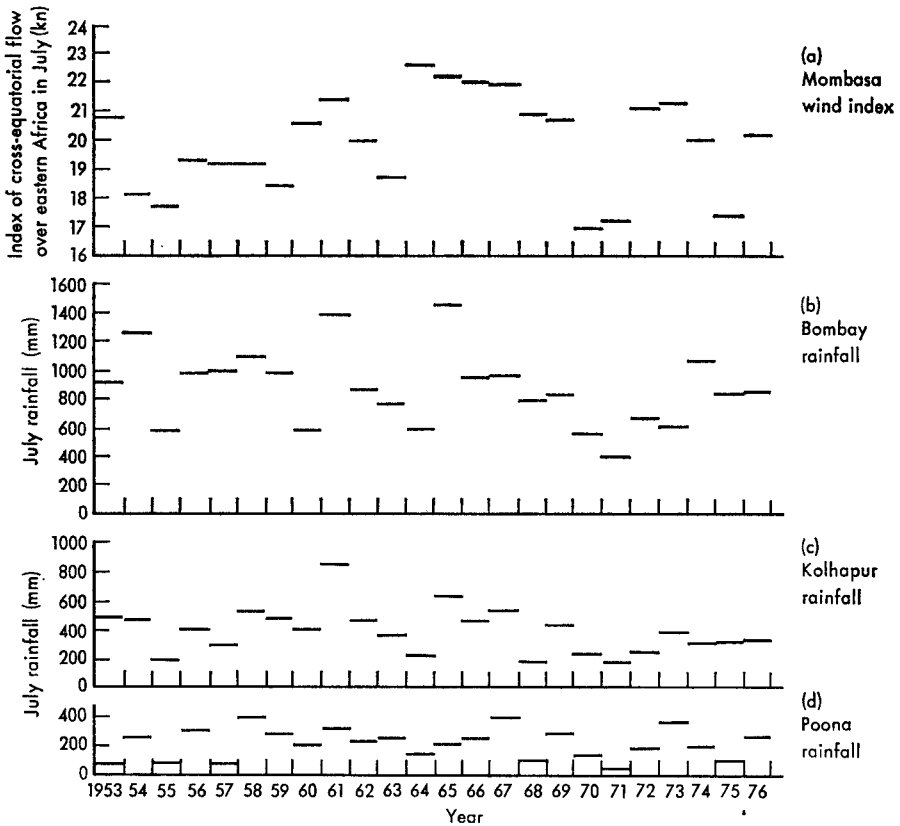 Index of cross-equatorial flow
over eastern Africa in July (kn)
24
23
22
21
20
19
18
17
16
(a)
Mombasa
wind index
July rainfall (mm)
1600
1400
1200
1000
800
600
400
200
0
(b)
Bombay
rainfall
July rainfall (mm)
1000
800
600
400
200
0
(c)
Kolhapur
rainfall
400
200
0
(d)
Poona
rainfall
1953 54 55 56 57 58 59 60 61 62 63 64 65 66 67 68 69 70 71 72 73 74 75 76
Year